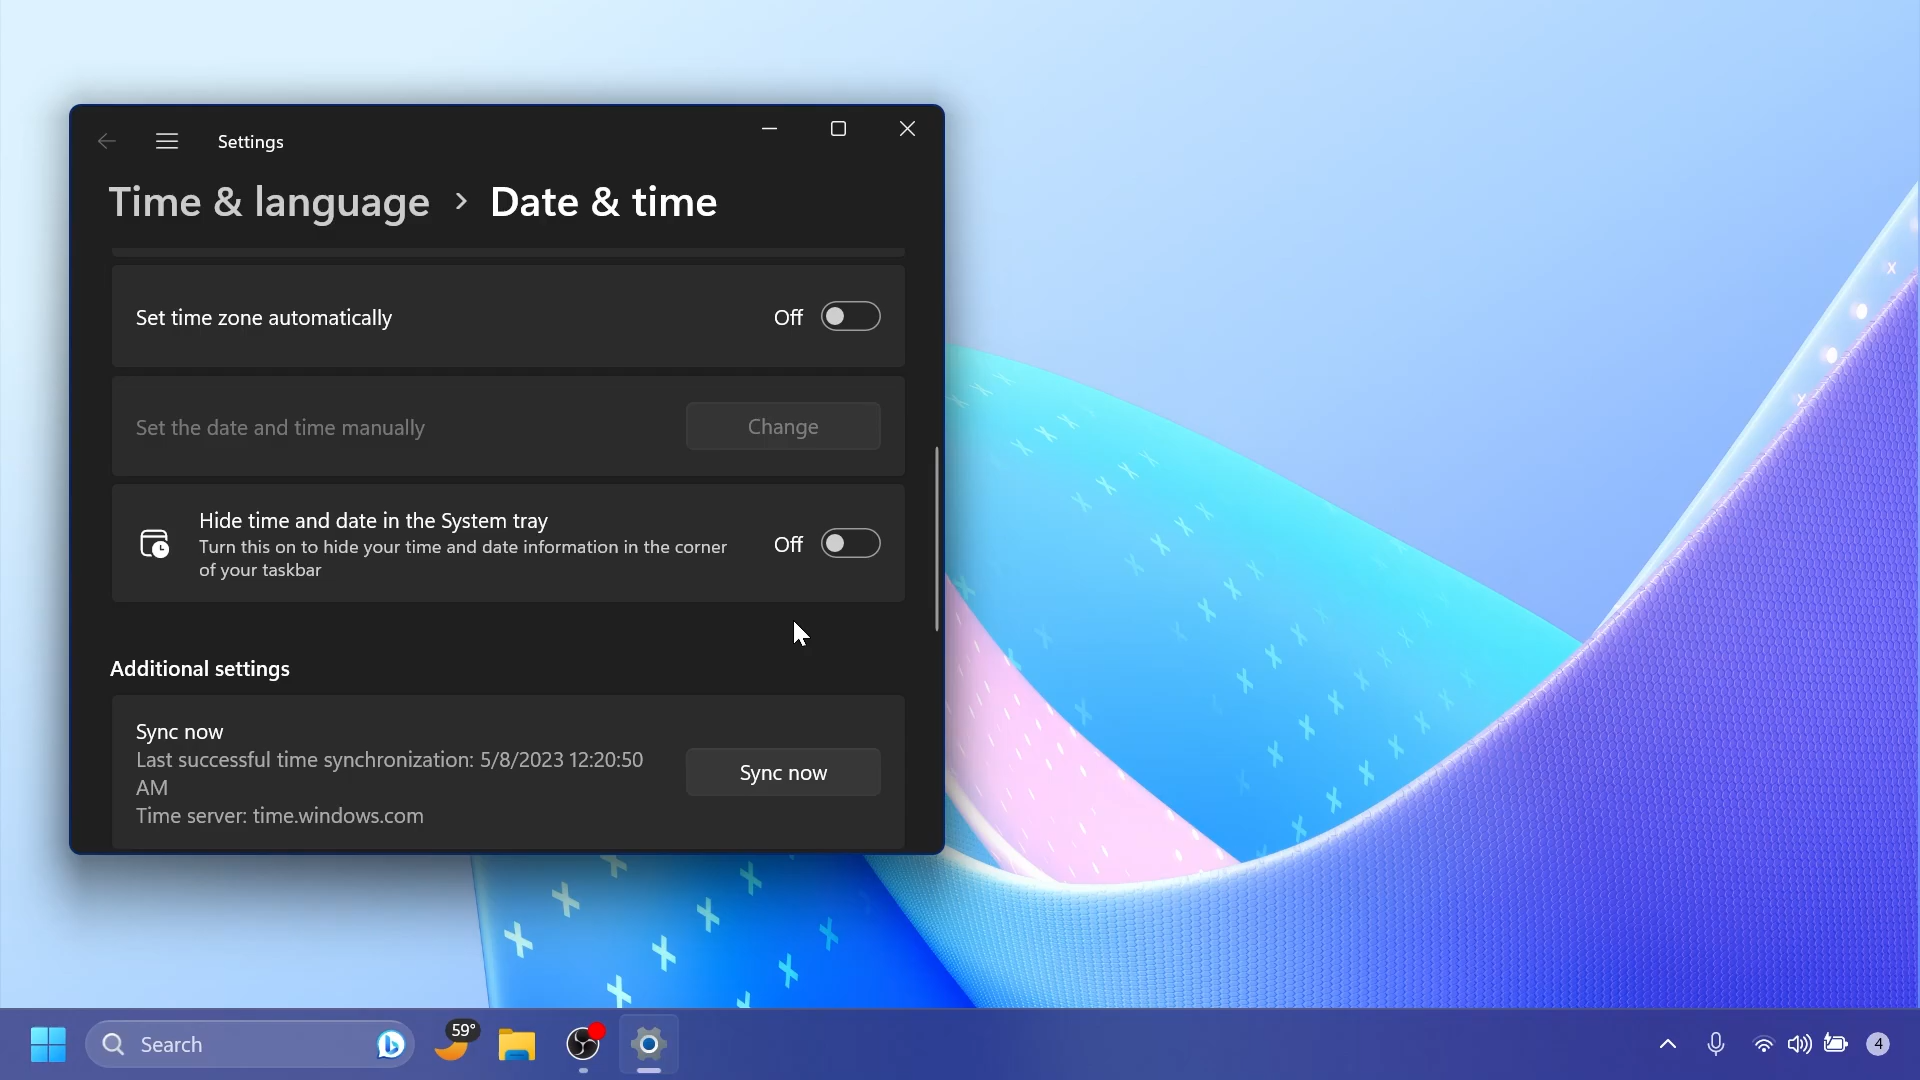 Settings
Time & language › Date & time
Set time zone automatically
Off
Set the date and time manually
Change
Hide time and date in the System tray
Turn this on to hide your time and date information in the corner
of your taskbar
Off
Additional settings
Sync now
Last successful time synchronization: 5/8/2023 12:20:50
AM
Time server: time.windows.com
Sync now
Search
59°
4